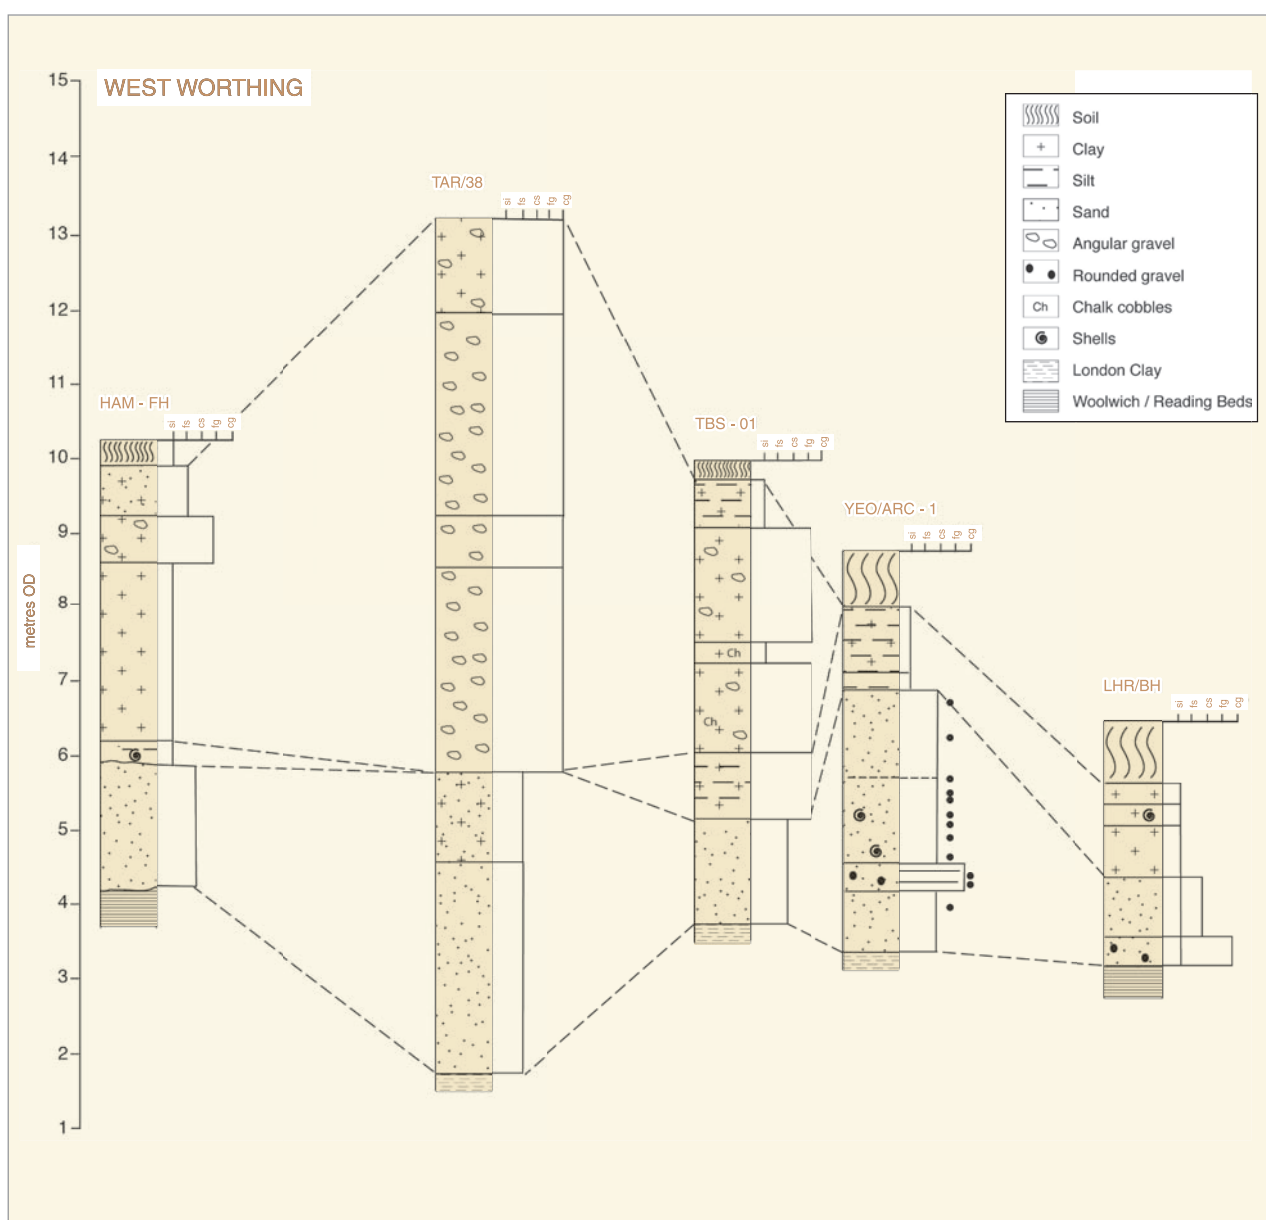 WEST WORTHING
15
14
13
12
11
10
9
8
7
6
5
4
3
2
1
metres OD
HAM - FH
si fs cs fg cg
TAR/38
si fs cs fg cg
TBS - 01
si fs cs fg cg
Ch
Ch
YEO/ARC - 1
si fs cs fg cg
LHR/BH
si fs cs fg cg
Soil
Clay
Silt
Sand
Angular gravel
Rounded gravel
Ch Chalk cobbles
Shells
London Clay
Woolwich / Reading Beds